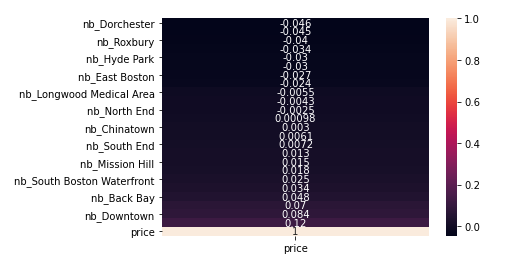 nb_Dorchester
nb_Roxbury
nb_Hyde Park
nb_East Boston
nb_Longwood Medical Area
nb_North End
nb_Chinatown
nb_South End
nb_Mission Hill
nb_South Boston Waterfront
nb_Back Bay
nb_Downtown
price
-0.046
-0.045
-0.04
-0.034
-0.03
-0.03
-0.027
-0.024
-0.0055
-0.0043
-0.0025
0.00098
0.003
0.0061
0.0072
0.013
0.015
0.018
0.025
0.034
0.048
0.07
0.084
0.12
1
price
1.0
0.8
0.6
0.4
0.2
0.0